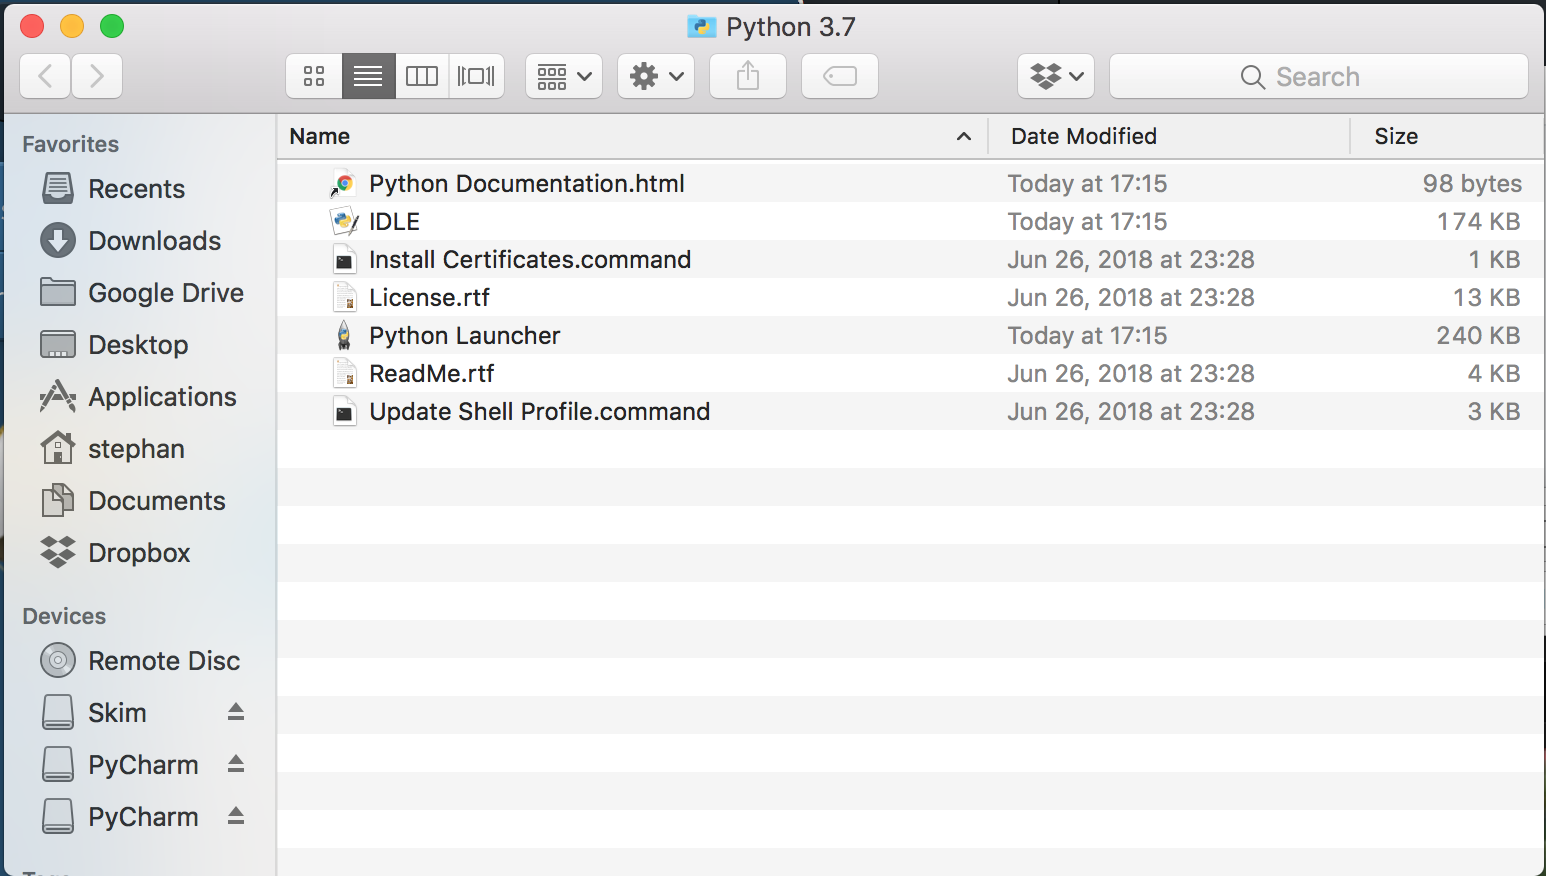 Python 3.7
Search
Favorites
Recents
Downloads
Google Drive
Desktop
Applications
stephan
Documents
Dropbox
Devices
Remote Disc
Skim
PyCharm
PyCharm
Name Date Modified Size
Python Documentation.html Today at 17:15 98 bytes
IDLE Today at 17:15 174 KB
Install Certificates.command Jun 26, 2018 at 23:28 1 KB
License.rtf Jun 26, 2018 at 23:28 13 KB
Python Launcher Today at 17:15 240 KB
ReadMe.rtf Jun 26, 2018 at 23:28 4 KB
Update Shell Profile.command Jun 26, 2018 at 23:28 3 KB